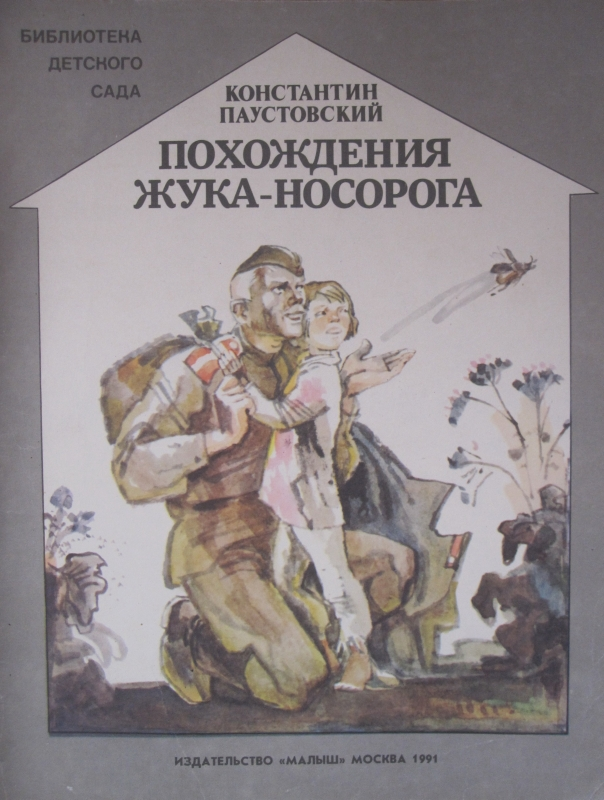 БИБЛИОТЕКА
ДЕТСКОГО
САДА
КОНСТАНТИН
ПАУСТОВСКИЙ
ПОХОЖДЕНИЯ
ЖУКА-НОСОРОГА
ИЗДАТЕЛЬСТВО «МАЛЫШ» МОСКВА 1991